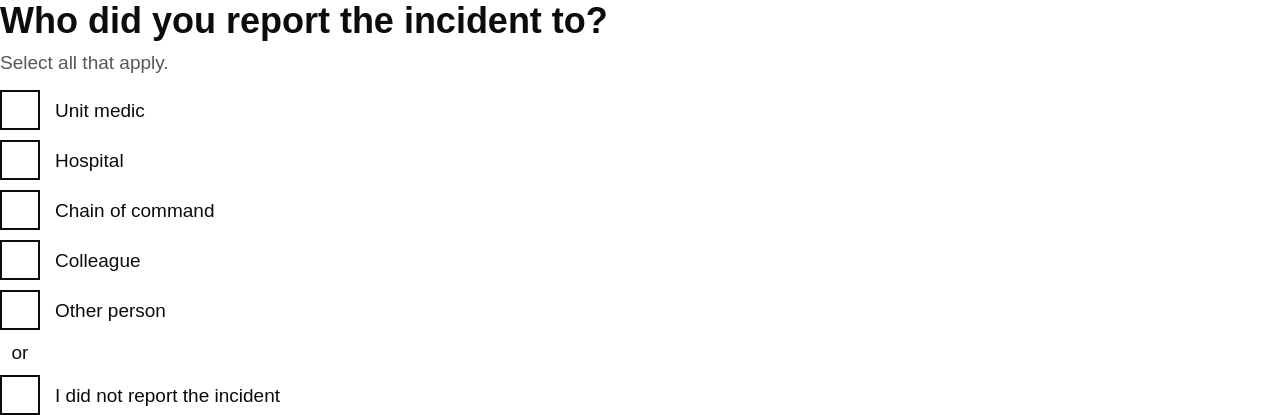 Who did you report the incident to?
Select all that apply.
Unit medic
Hospital
Chain of command
Colleague
Other person
or
I did not report the incident